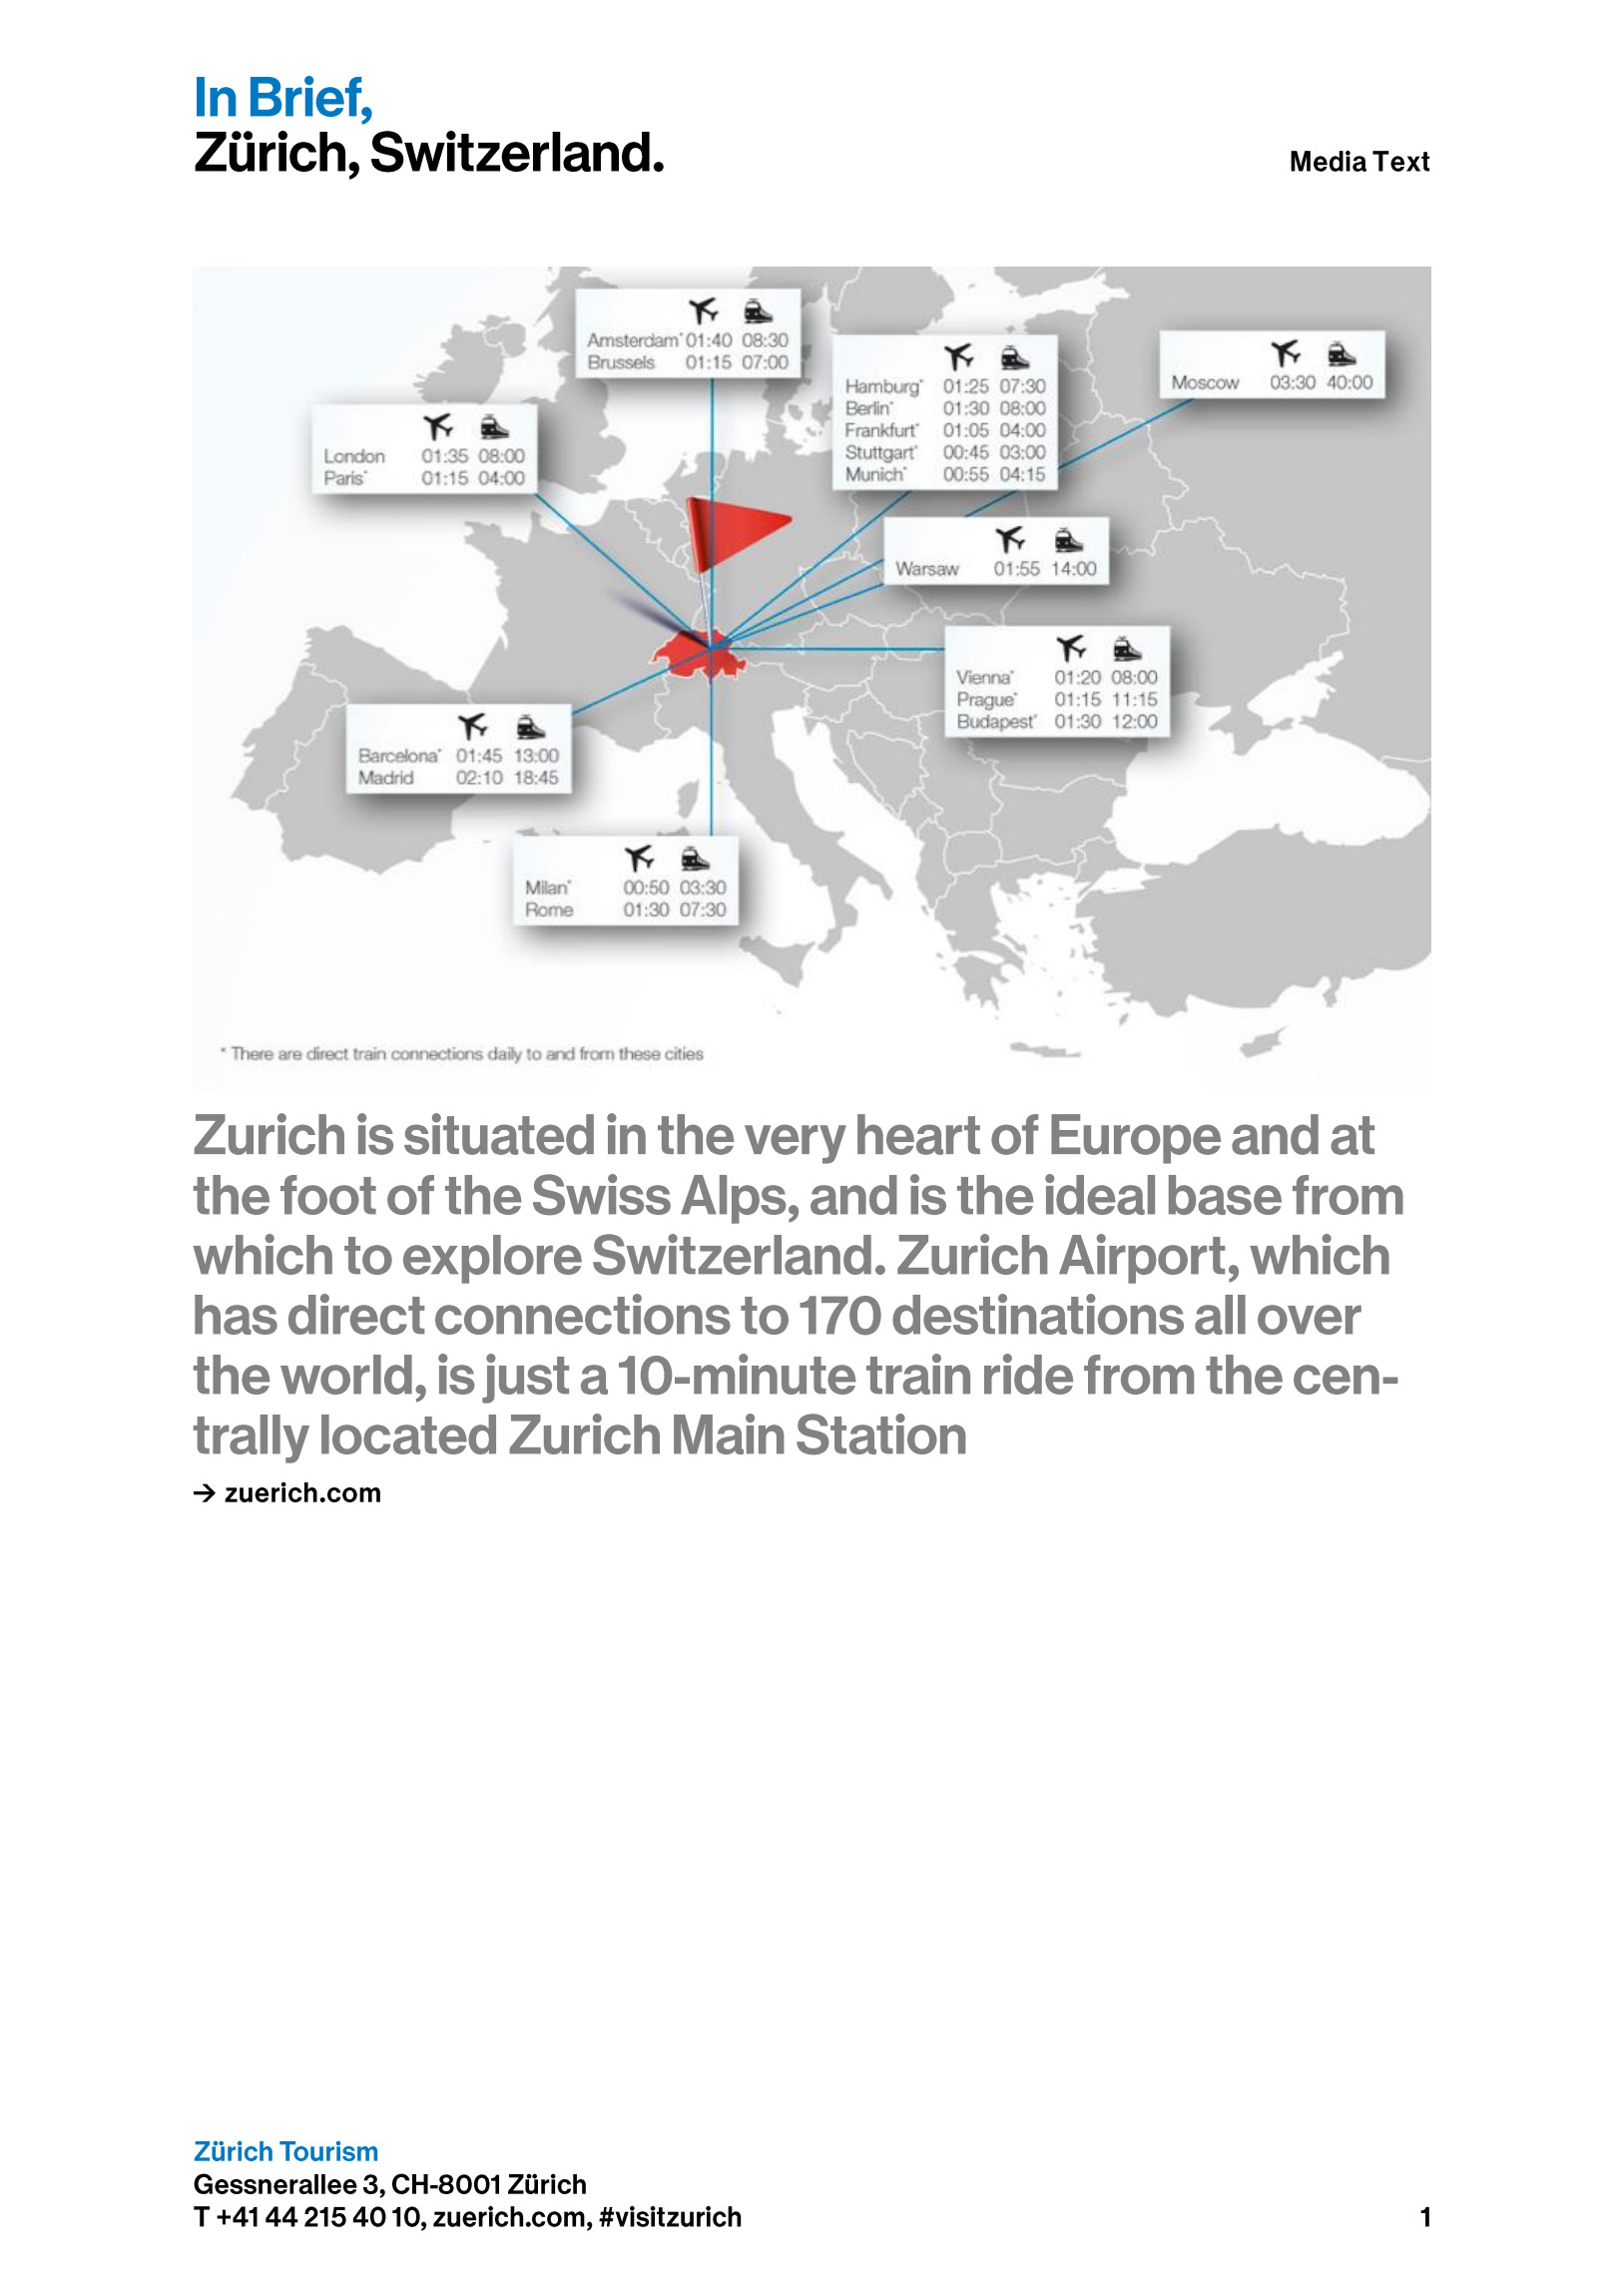 In Brief,
Zürich, Switzerland.
Media Text
Amsterdam* 01:40 08:30
Brussels 01:15 07:00
Hamburg* 01:25 07:30
Berlin* 01:30 08:00
Frankfurt* 01:05 04:00
Stuttgart* 00:45 03:00
Munich* 00:55 04:15
Moscow 03:30 40:00
London 01:35 08:00
Paris* 01:15 04:00
Warsaw 01:55 14:00
Vienna* 01:20 08:00
Prague* 01:15 11:15
Budapest* 01:30 12:00
Barcelona* 01:45 13:00
Madrid 02:10 18:45
Milan* 00:50 03:30
Rome 01:30 07:30
* There are direct train connections daily to and from these cities
Zurich is situated in the very heart of Europe and at
the foot of the Swiss Alps, and is the ideal base from
which to explore Switzerland. Zurich Airport, which
has direct connections to 170 destinations all over
the world, is just a 10-minute train ride from the cen-
trally located Zurich Main Station
→ zuerich.com
Zürich Tourism
Gessnerallee 3, CH-8001 Zürich
T +41 44 215 40 10, zuerich.com, #visitzurich
1